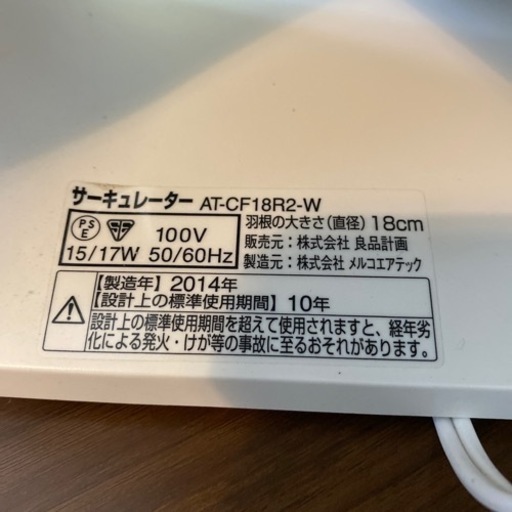 サーキュレーター AT-CF18R2-W
羽根の大きさ(直径)18cm
PSE 100V
15/17W 50/60Hz
販売元:株式会社 良品計画
製造元:株式会社 メルコエアテック
【製造年】2014年
【設計上の標準使用期間】10年
設計上の標準使用期間を超えて使用されますと、経年劣
化による発火・けが等の事故に至るおそれがあります。